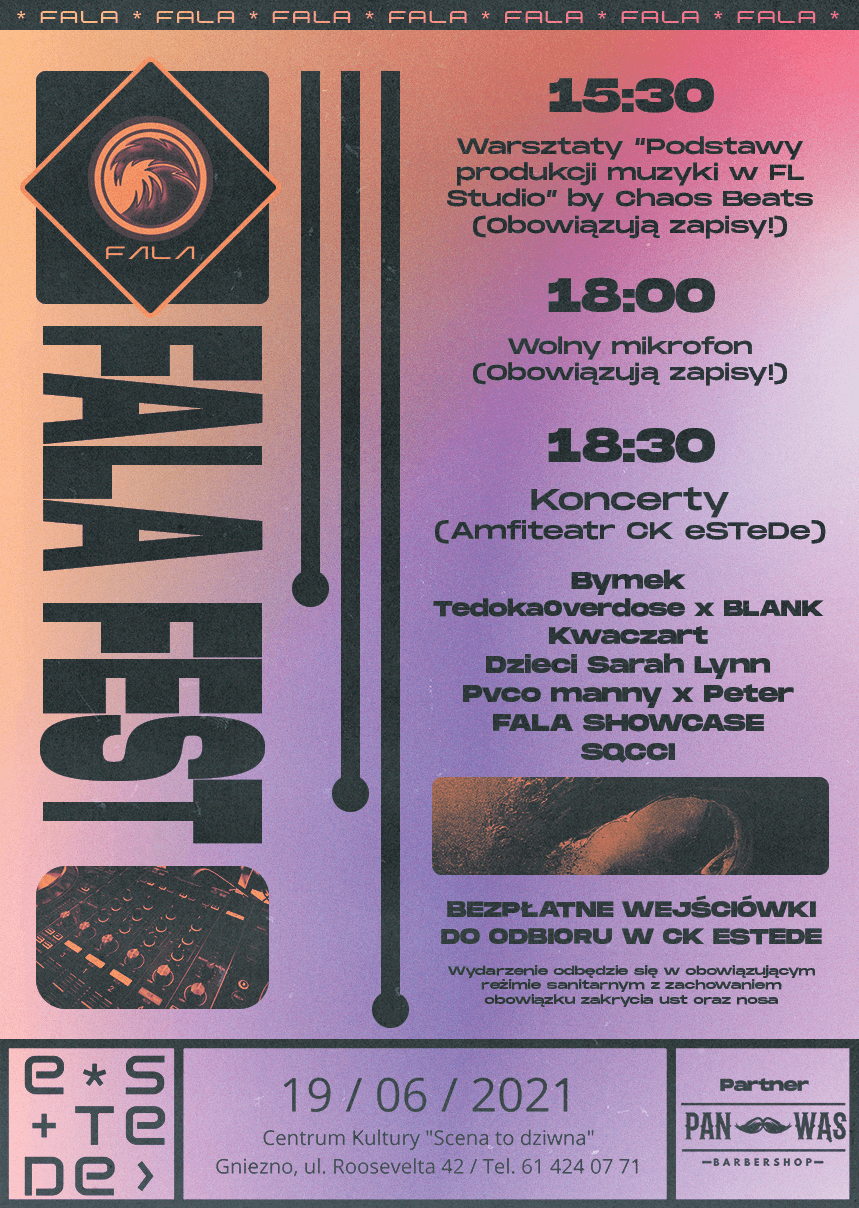 * FALA * FALA * FALA * FALA * FALA * FALA * FALA *
FALA
FALA FEST
15:30
Warsztaty "Podstawy
produkcji muzyki w FL
Studio" by Chaos Beats
(Obowiązują zapisy!)
18:00
Wolny mikrofon
(Obowiązują zapisy!)
18:30
Koncerty
(Amfiteatr CK eSTeDe)
Bymek
Tedoka0verdose x BLANK
Kwaczart
Dzieci Sarah Lynn
Pvco manny x Peter
FALA SHOWCASE
SQCCI
BEZPŁATNE WEJŚCIÓWKI
DO ODBIORU W CK ESTEDE
Wydarzenie odbędzie się w obowiązującym
reżimie sanitarnym z zachowaniem
obowiązku zakrycia ust oraz nosa
e * S
+ Te
De >
19 / 06 / 2021
Centrum Kultury "Scena to dziwna"
Gniezno, ul. Roosevelta 42 / Tel. 61 424 07 71
Partner
PAN WAS
BARBERSHOP